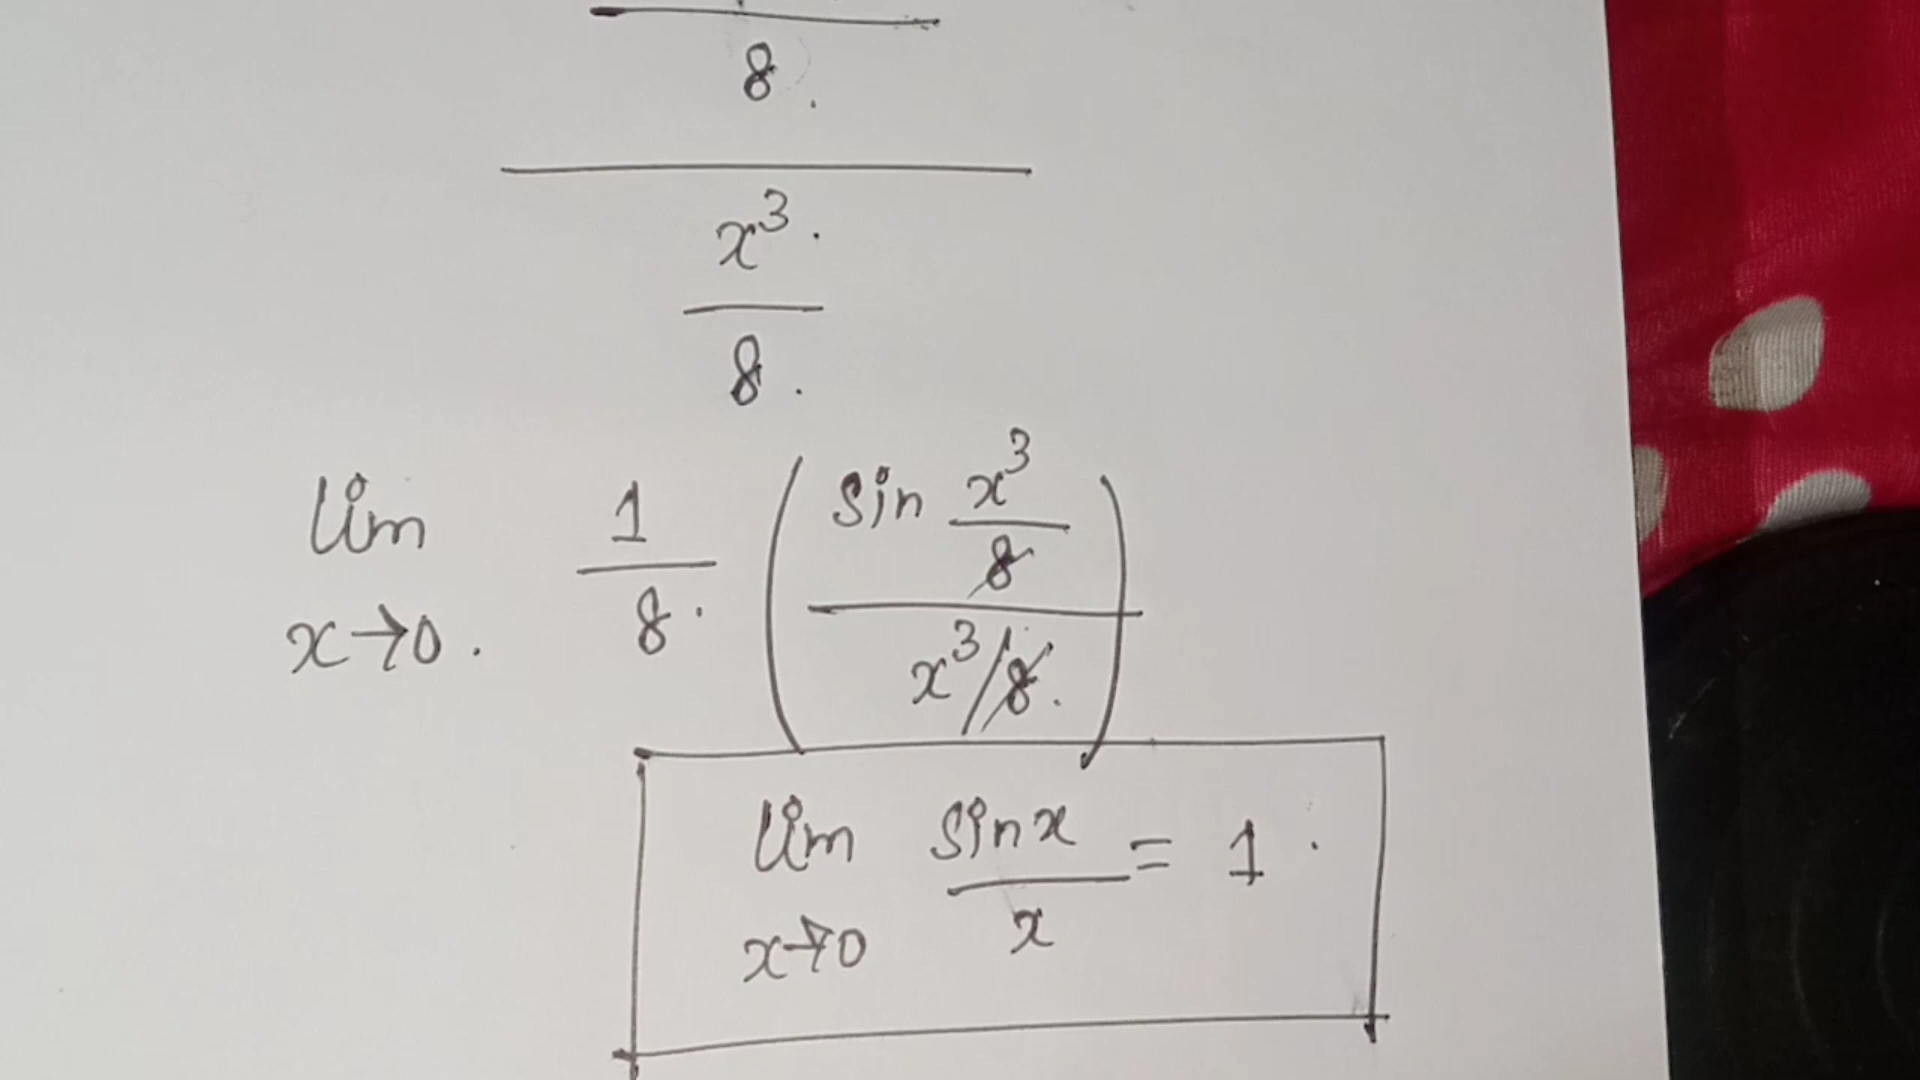 8.
x³.
8.
lim 1 ( sin x³
8
x→0. 8. x³/8. )
lim sinx = 1.
x→0 x